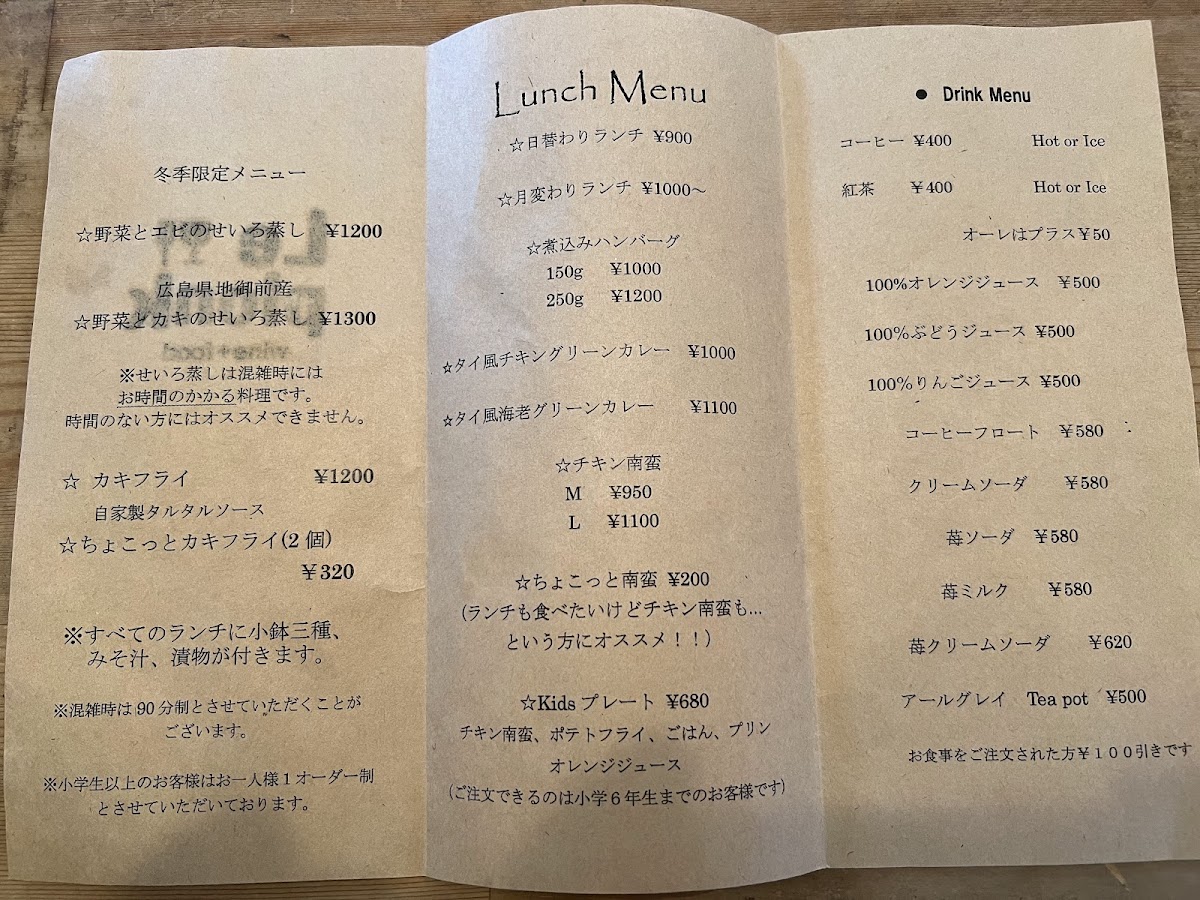 冬季限定メニュー
☆野菜とエビのせいろ蒸し ¥1200
広島県地御前産
☆野菜とカキのせいろ蒸し ¥1300
※せいろ蒸しは混雑時には
お時間のかかる料理です。
時間のない方にはオススメできません。
☆ カキフライ ¥1200
自家製タルタルソース
☆ちょこっとカキフライ(2個)
¥320
※すべてのランチに小鉢三種、
みそ汁、漬物が付きます。
※混雑時は90分制とさせていただくことが
ございます。
※小学生以上のお客様はお一人様1オーダー制
とさせていただいております。
Lunch Menu
☆日替わりランチ ¥900
☆月変わりランチ ¥1000～
☆煮込みハンバーグ
150g ¥1000
250g ¥1200
☆タイ風チキングリーンカレー ¥1000
☆タイ風海老グリーンカレー ¥1100
☆チキン南蛮
M ¥950
L ¥1100
☆ちょこっと南蛮 ¥200
(ランチも食べたいけどチキン南蛮も...
という方にオススメ！！)
☆Kidsプレート ¥680
チキン南蛮、ポテトフライ、ごはん、プリン
オレンジジュース
(ご注文できるのは小学６年生までのお客様です)
● Drink Menu
コーヒー ¥400 Hot or Ice
紅茶 ¥400 Hot or Ice
オーレはプラス¥50
100%オレンジジュース ¥500
100%ぶどうジュース ¥500
100%りんごジュース ¥500
コーヒーフロート ¥580
クリームソーダ ¥580
苺ソーダ ¥580
苺ミルク ¥580
苺クリームソーダ ¥620
アールグレイ Tea pot ¥500
お食事をご注文された方¥１００引きです